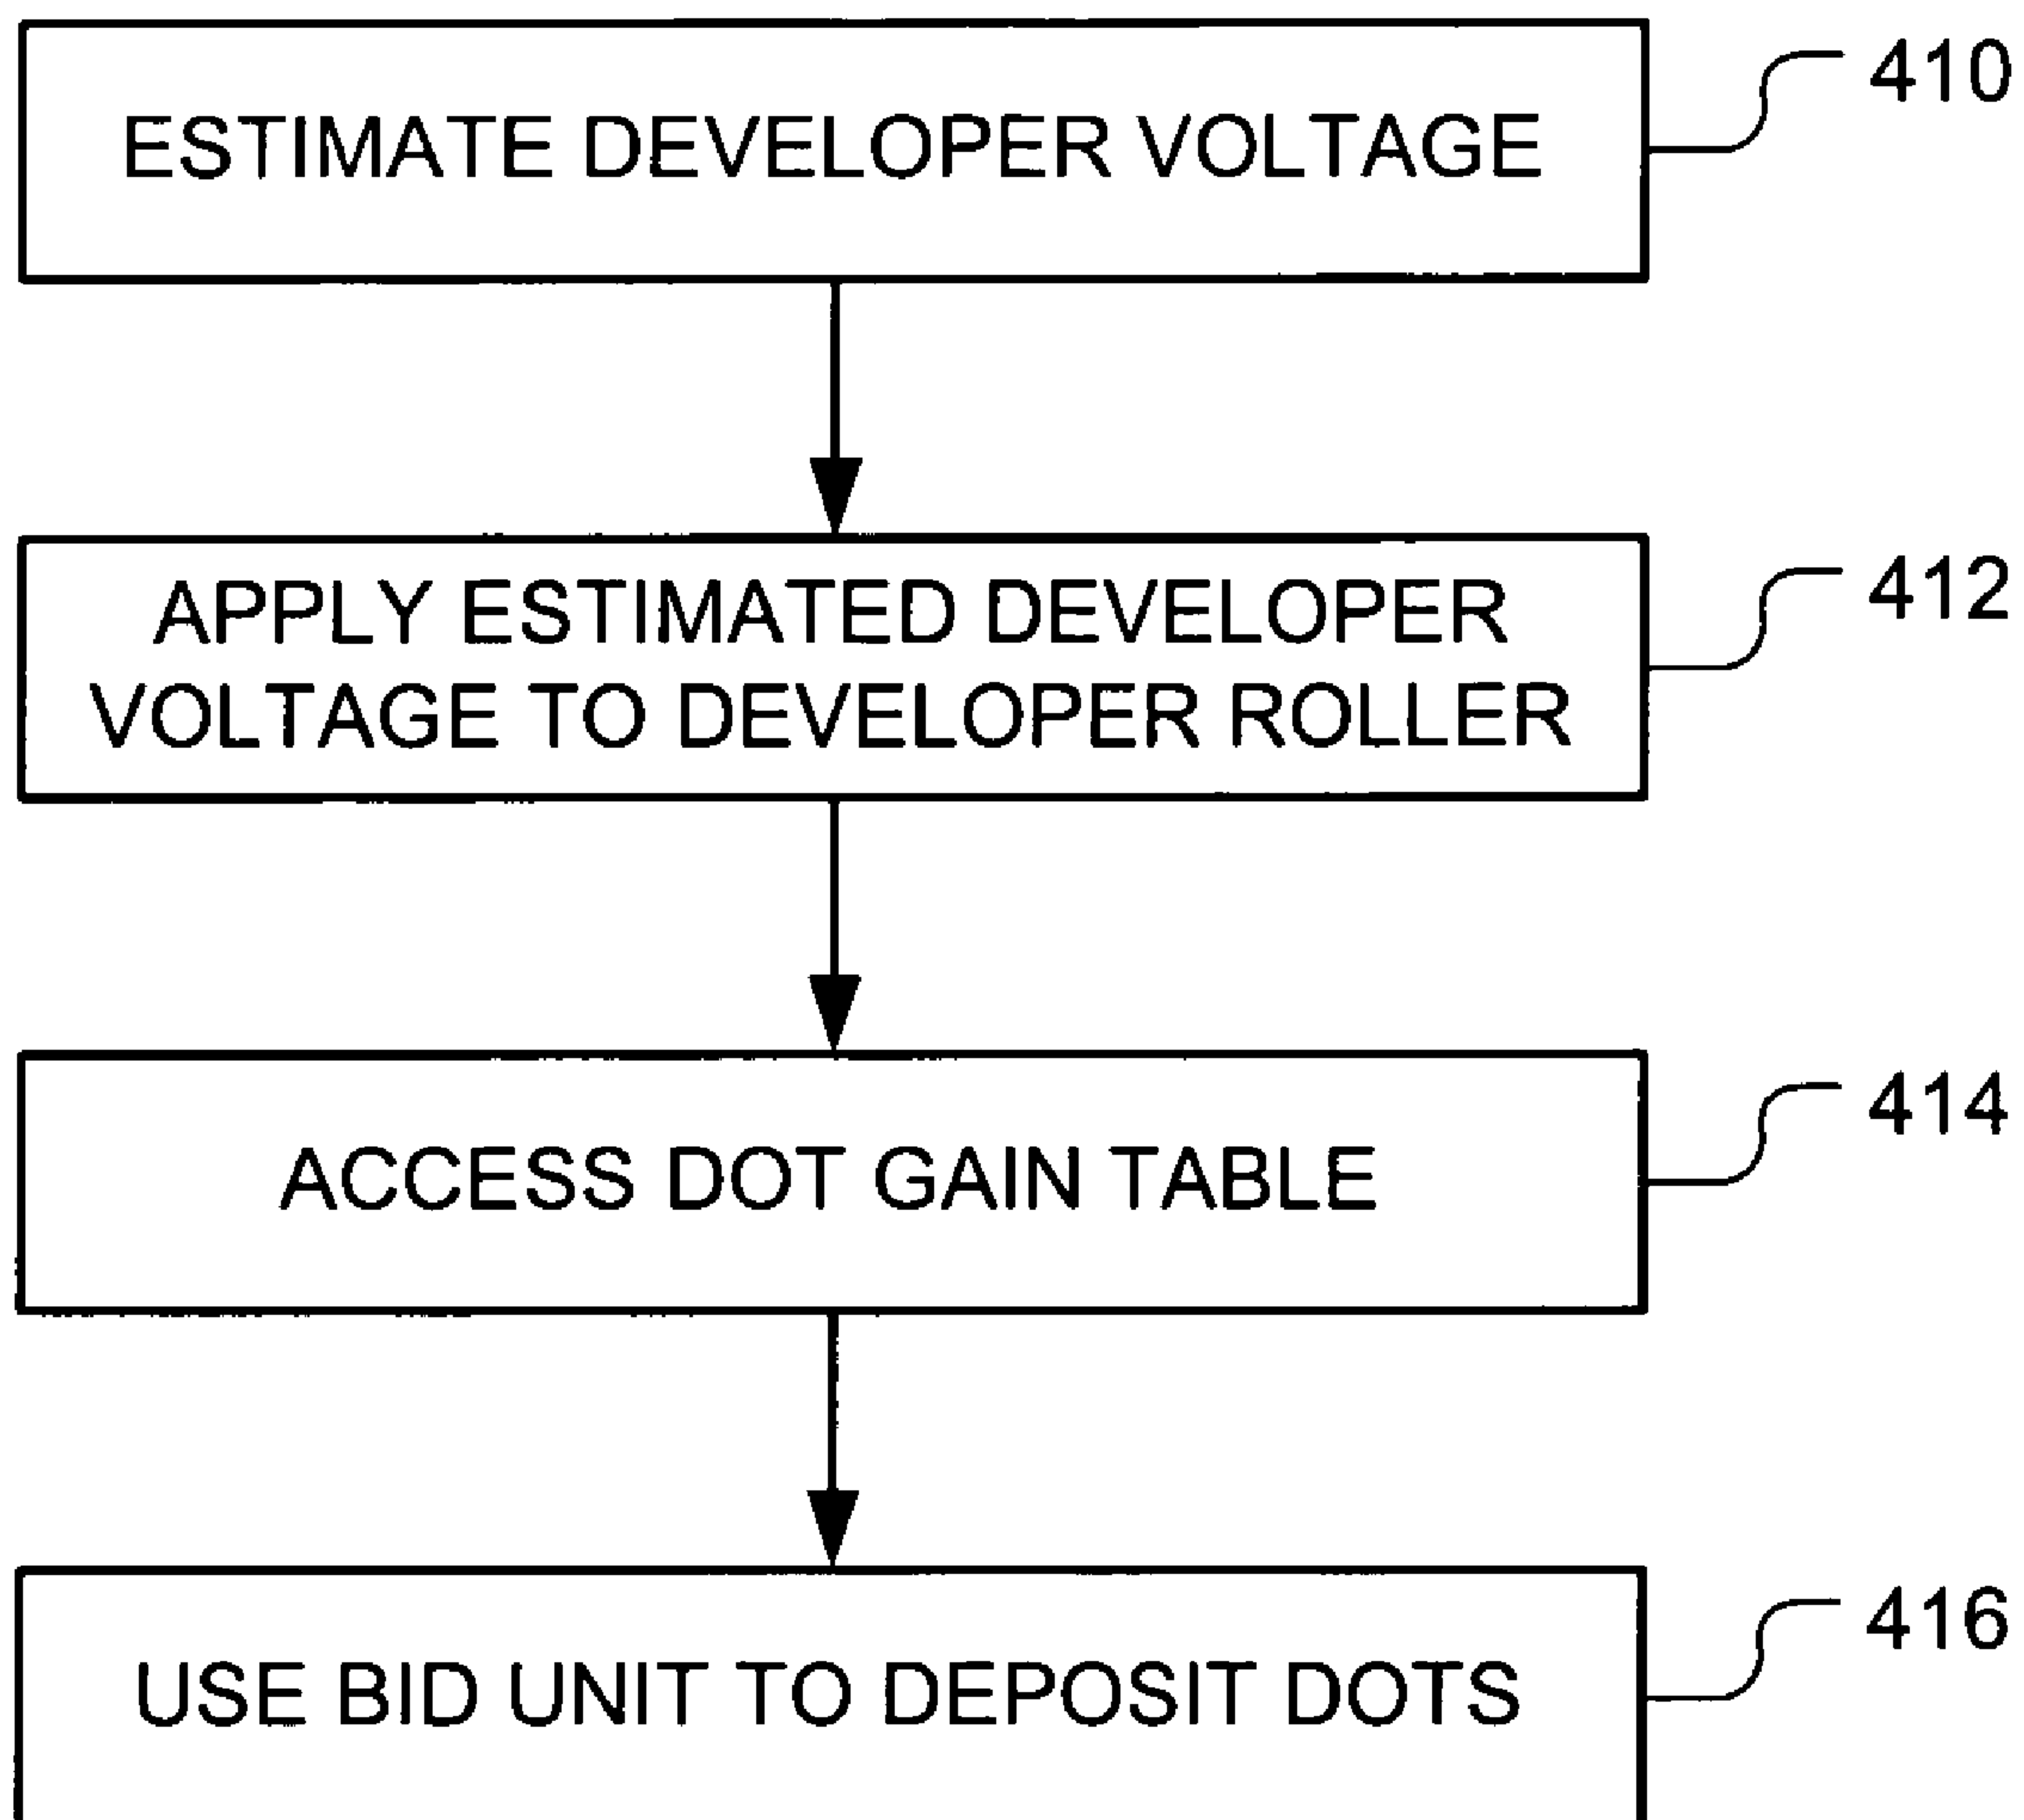 ESTIMATE DEVELOPER VOLTAGE
410
APPLY ESTIMATED DEVELOPER
VOLTAGE TO DEVELOPER ROLLER
412
ACCESS DOT GAIN TABLE
414
USE BID UNIT TO DEPOSIT DOTS
416